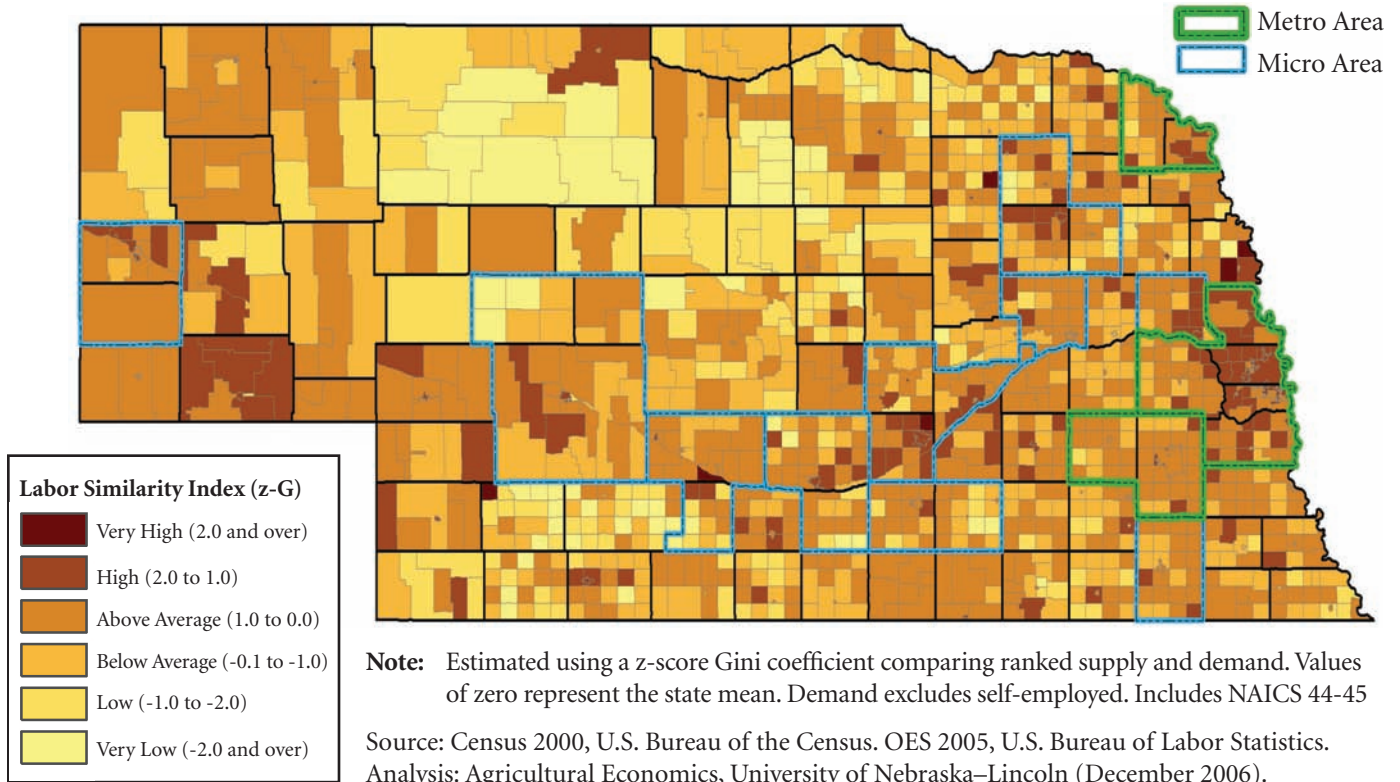 Metro Area
Micro Area
Labor Similarity Index (z-G)
Very High (2.0 and over)
High (2.0 to 1.0)
Above Average (1.0 to 0.0)
Below Average (-0.1 to -1.0)
Low (-1.0 to -2.0)
Very Low (-2.0 and over)
Note: Estimated using a z-score Gini coefficient comparing ranked supply and demand. Values
of zero represent the state mean. Demand excludes self-employed. Includes NAICS 44-45
Source: Census 2000, U.S. Bureau of the Census. OES 2005, U.S. Bureau of Labor Statistics.
Analysis: Agricultural Economics, University of Nebraska–Lincoln (December 2006).